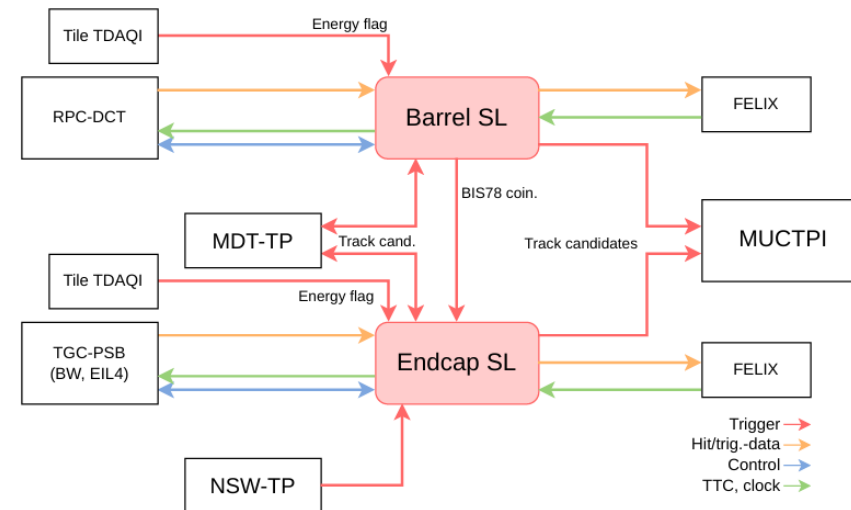 Tile TDAQI
Energy flag
RPC-DCT
Barrel SL
FELIX
BIS78 coin.
MDT-TP
Track cand.
Track candidates
MUCTPI
Tile TDAQI
Energy flag
TGC-PSB
(BW, EIL4)
Endcap SL
FELIX
NSW-TP
Trigger
Hit/trig.-data
Control
TTC, clock